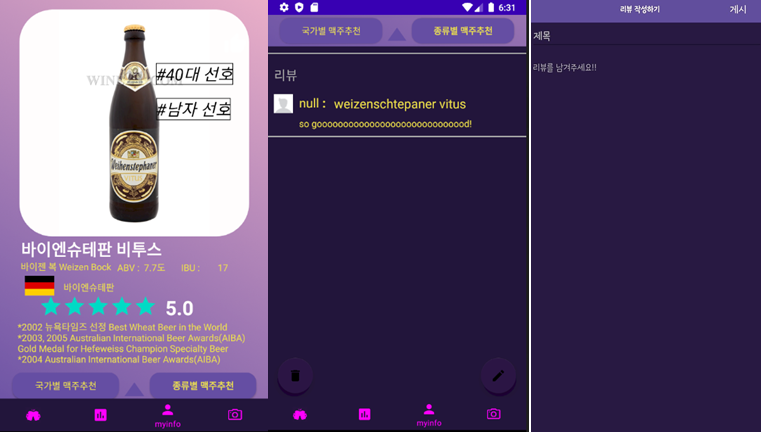 #40대 선호
#남자 선호
Weihenstephaner
바이엔슈테판 비투스
바이젠 복 Weizen Bock ABV : 7.7도 IBU : 17
바이엔슈테판
5.0
*2002 뉴욕타임즈 선정 Best Wheat Beer in the World
*2003, 2005 Australian International Beer Awards(AIBA)
Gold Medal for Hefeweiss Champion Specialty Beer
*2004 Australian International Beer Awards(AIBA)
국가별 맥주추천 종류별 맥주추천
myinfo
6:31
국가별 맥주추천 종류별 맥주추천
리뷰
null : weizenschtepaner vitus
so goooooooooooooooooooooooooooood!
myinfo
리뷰 작성하기 게시
제목
리뷰를 남겨주세요!!